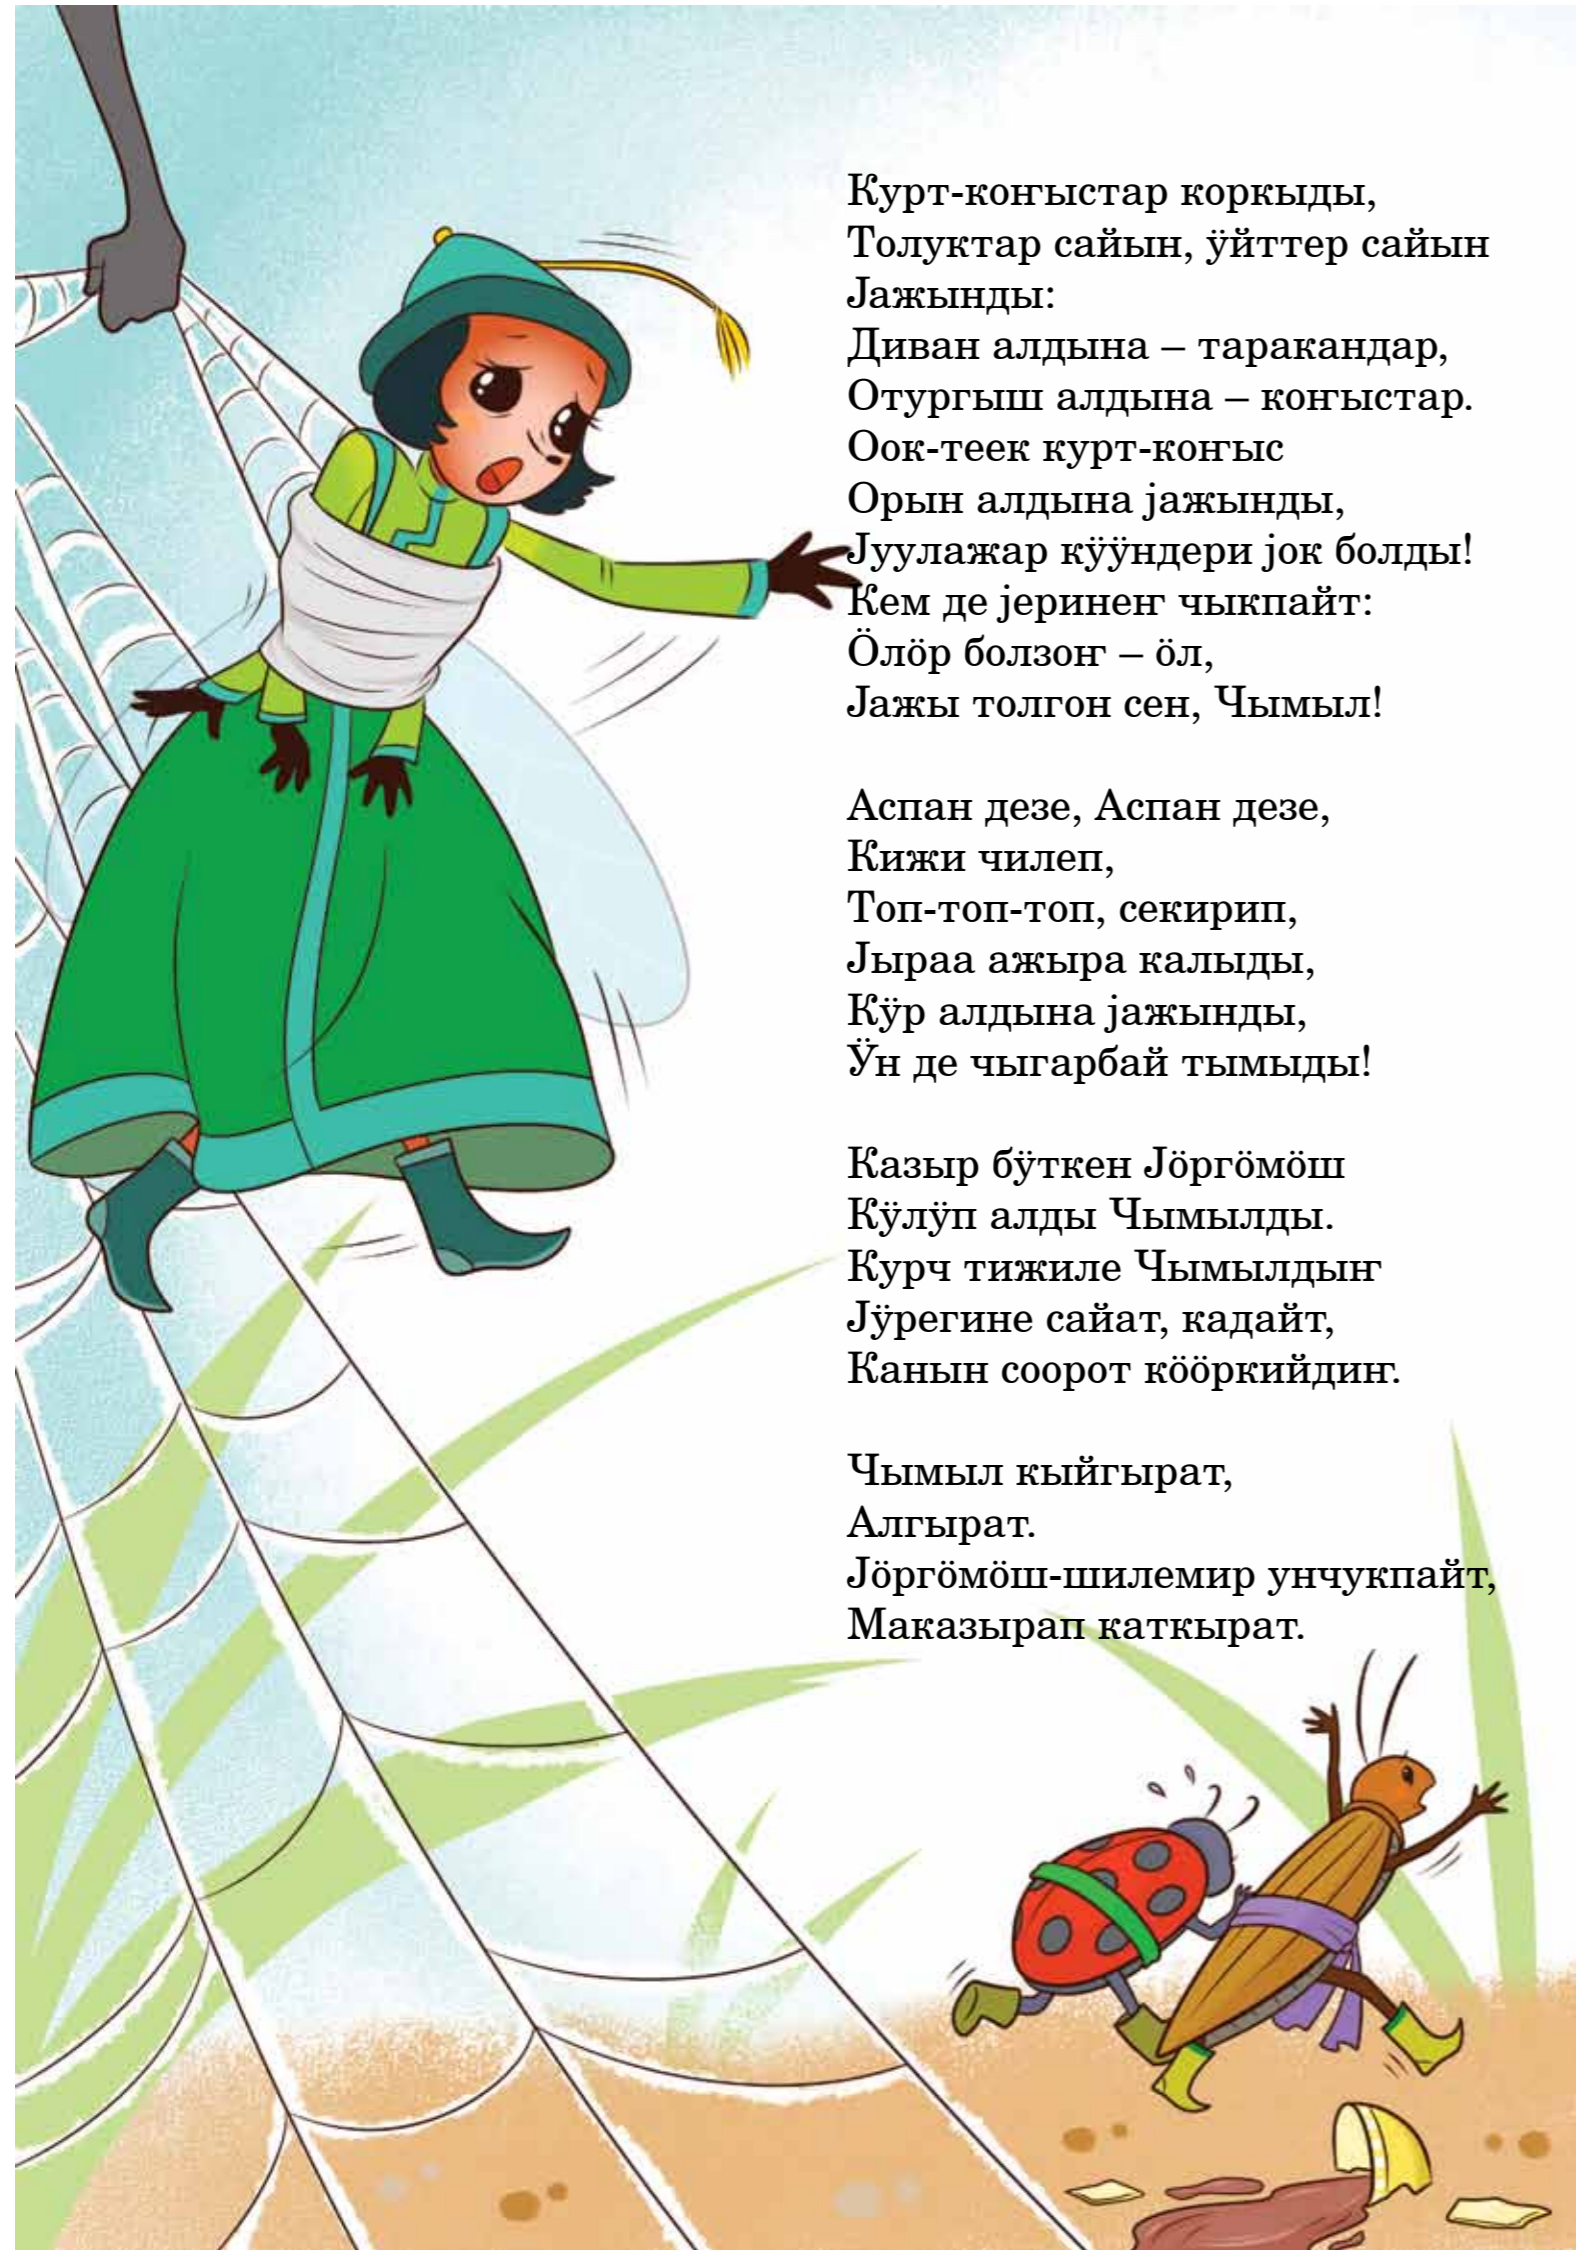 Курт-коҥыстар коркыды,
Толуктар сайын, ӱйттер сайын
Јажынды:
Диван алдына – таракандар,
Отургыш алдына – коҥыстар.
Оок-теек курт-коҥыс
Орын алдына јажынды,
Јуулажар кӱӱндери јок болды!
Кем де јеринеҥ чыкпайт:
Ӧлӧр болзоҥ – ӧл,
Јажы толгон сен, Чымыл!

Аспан дезе, Аспан дезе,
Кижи чилеп,
Топ-топ-топ, секирип,
Јыраа ажыра калыды,
Кӱр алдына јажынды,
Ӱн де чыгарбай тымыды!

Казыр бӱткен Јӧргӧмӧш
Кӱлӱп алды Чымылды.
Курч тижиле Чымылдыҥ
Јӱрегине сайат, кадайт,
Канын соорот кӧӧркийдиҥ.

Чымыл кыйгырат,
Алгырат.
Јӧргӧмӧш-шилемир унчукпайт,
Маказырап каткырат.